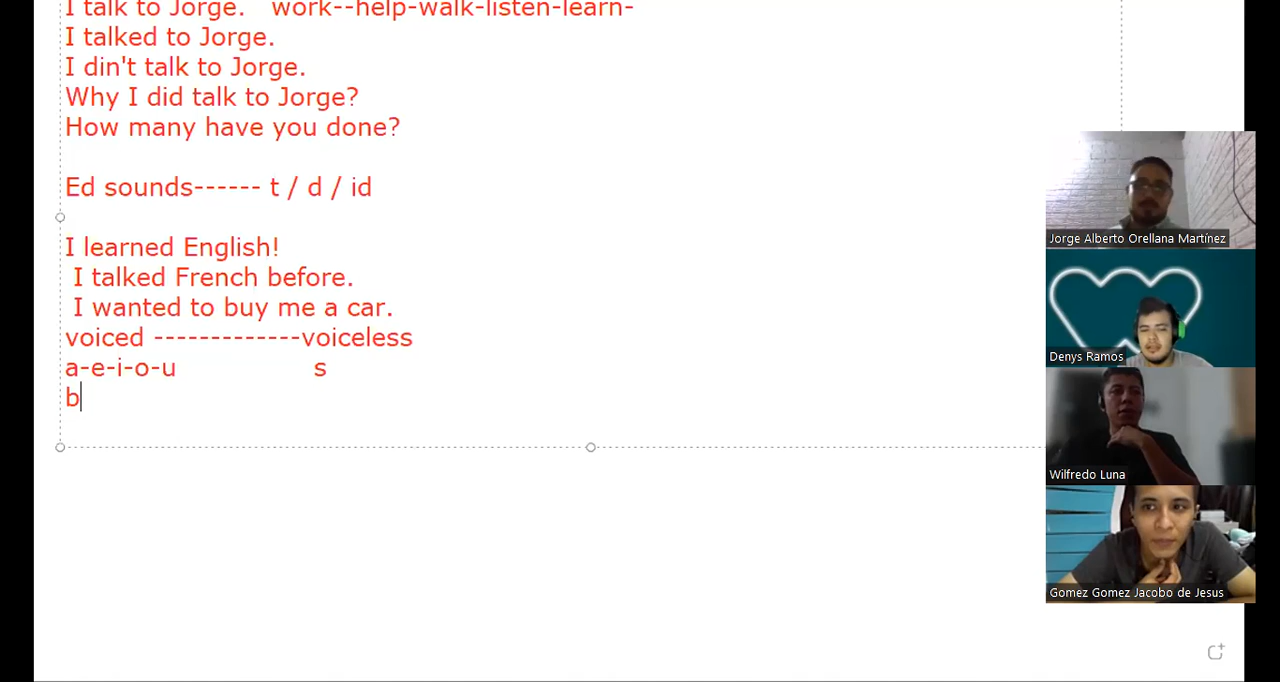 I talk to Jorge.   work--help-walk-listen-learn-
I talked to Jorge.
I din't talk to Jorge.
Why I did talk to Jorge?
How many have you done?
Ed sounds------ t / d / id
I learned English!
I talked French before.
I wanted to buy me a car.
voiced -------------voiceless
a-e-i-o-u                    s
b
Jorge Alberto Orellana Martínez
Denys Ramos
Wilfredo Luna
Gomez Gomez Jacobo de Jesus